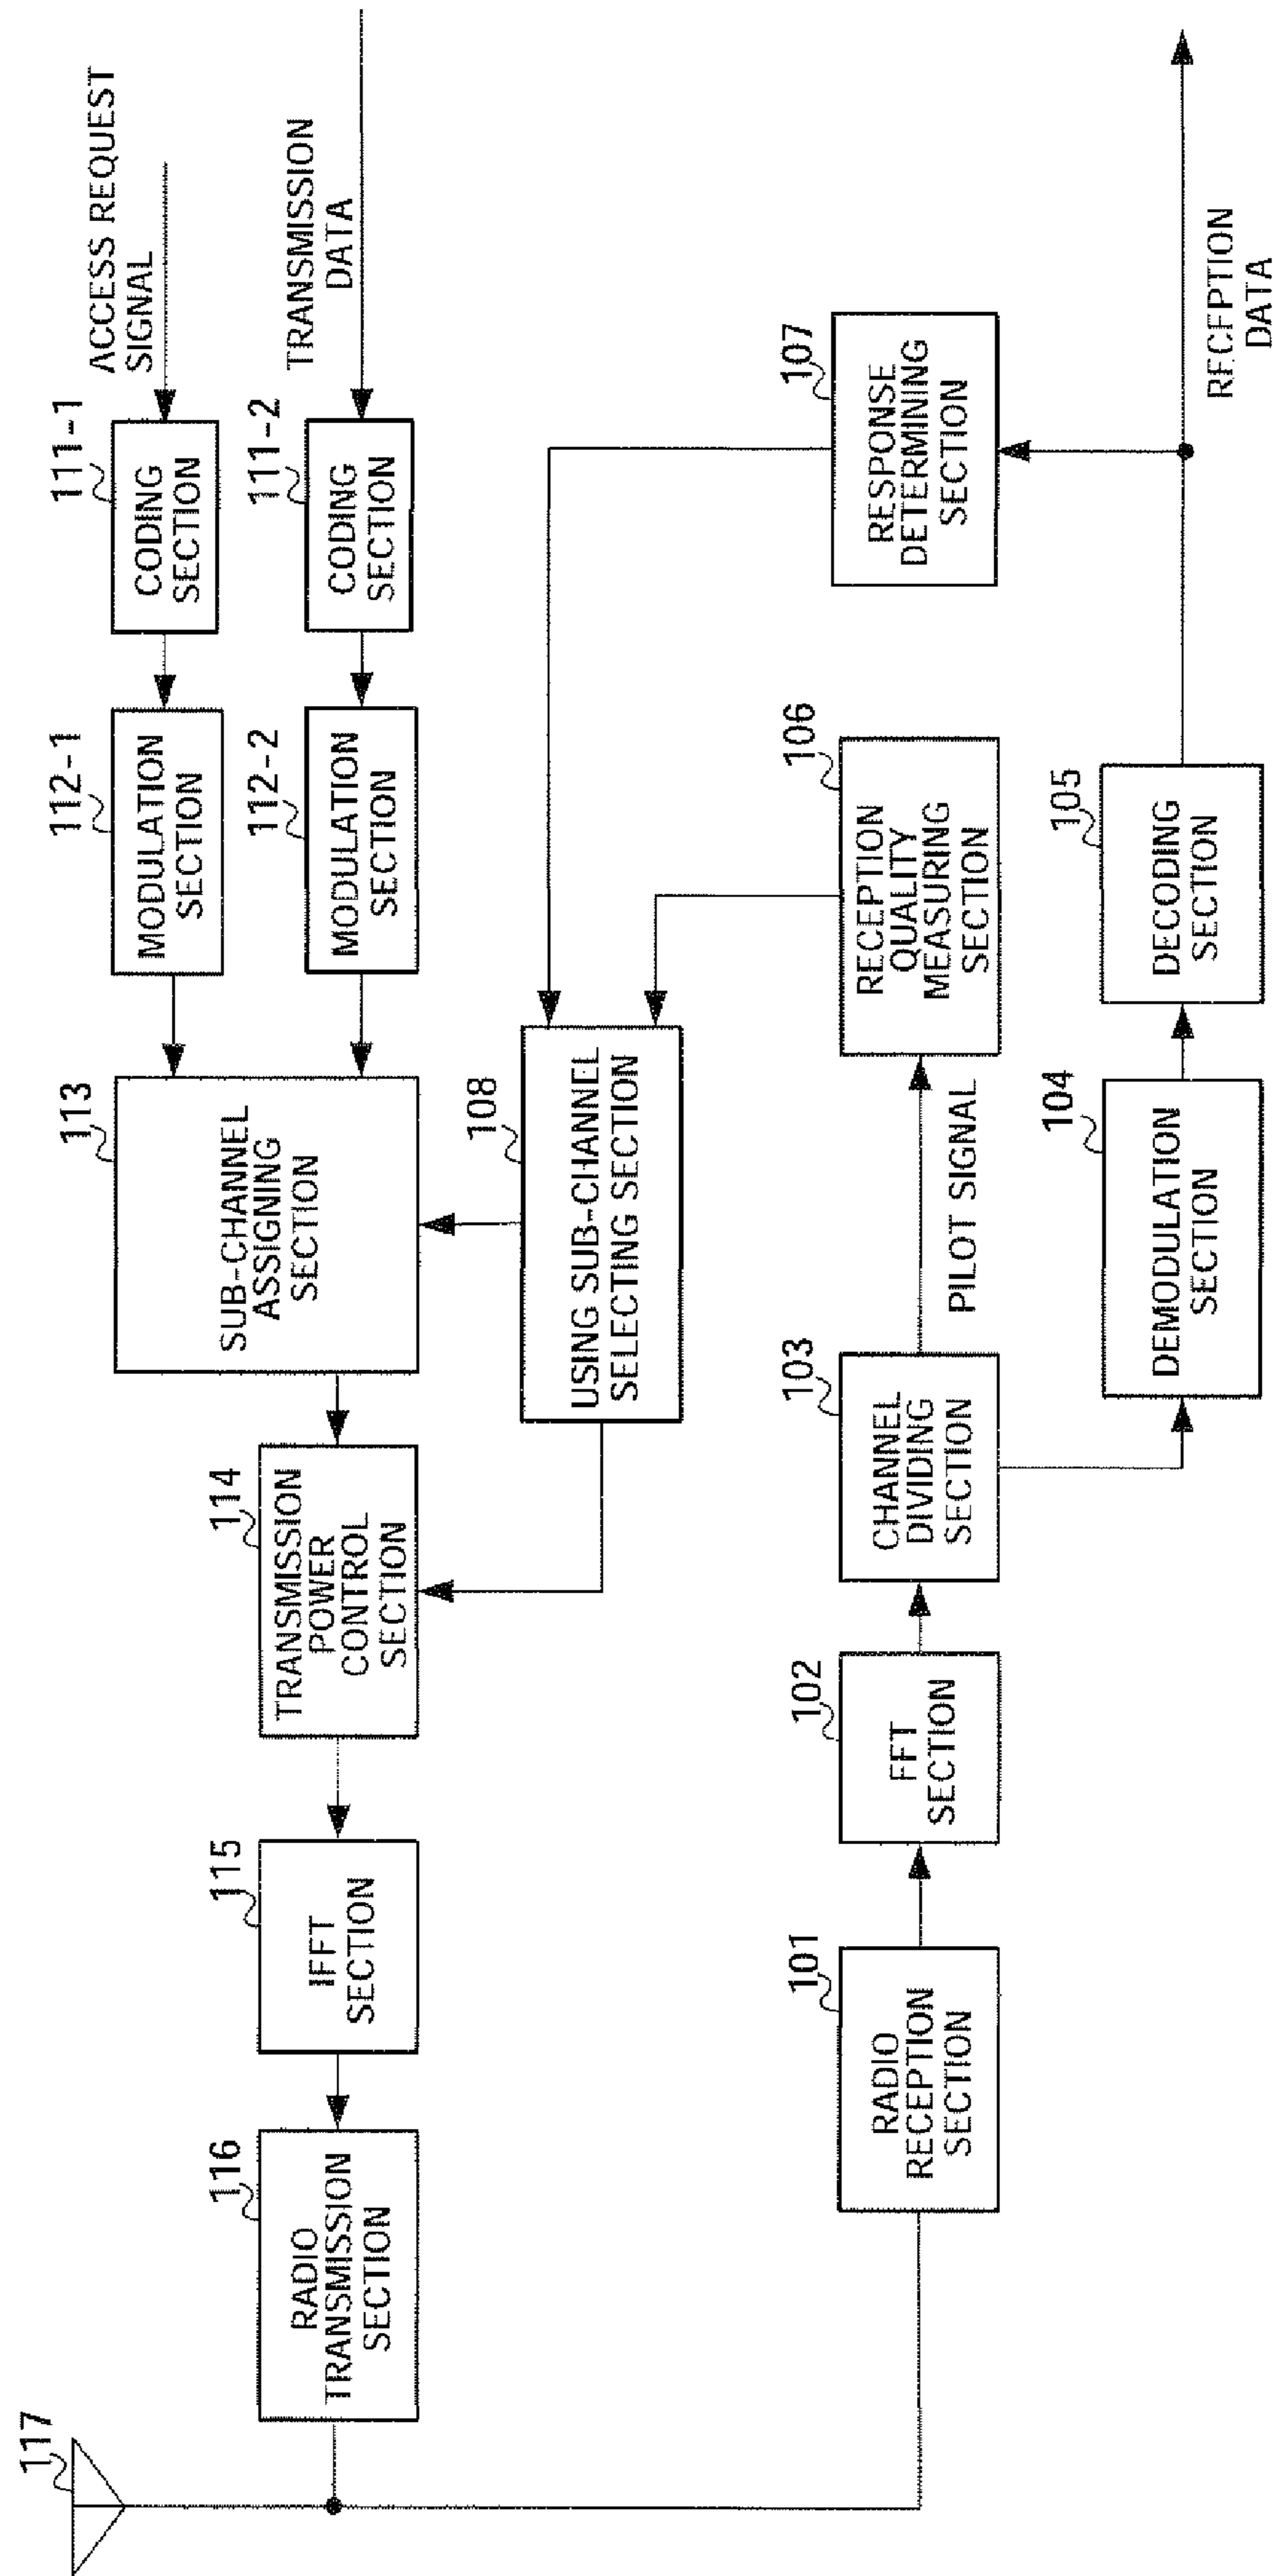 117
116
RADIO
TRANSMISSION
SECTION
115
IFFT
SECTION
114
TRANSMISSION
POWER
CONTROL
SECTION
113
SUB-CHANNEL
ASSIGNING
SECTION
112-1
MODULATION
SECTION
111-1
CODING
SECTION
ACCESS REQUEST
SIGNAL
112-2
MODULATION
SECTION
111-2
CODING
SECTION
TRANSMISSION
DATA
108
USING SUB-CHANNEL
SELECTING SECTION
101
RADIO
RECEPTION
SECTION
102
FFT
SECTION
103
CHANNEL
DIVIDING
SECTION
PILOT SIGNAL
106
RECEPTION
QUALITY
MEASURING
SECTION
107
RESPONSE
DETERMINING
SECTION
104
DEMODULATION
SECTION
105
DECODING
SECTION
RECEPTION
DATA